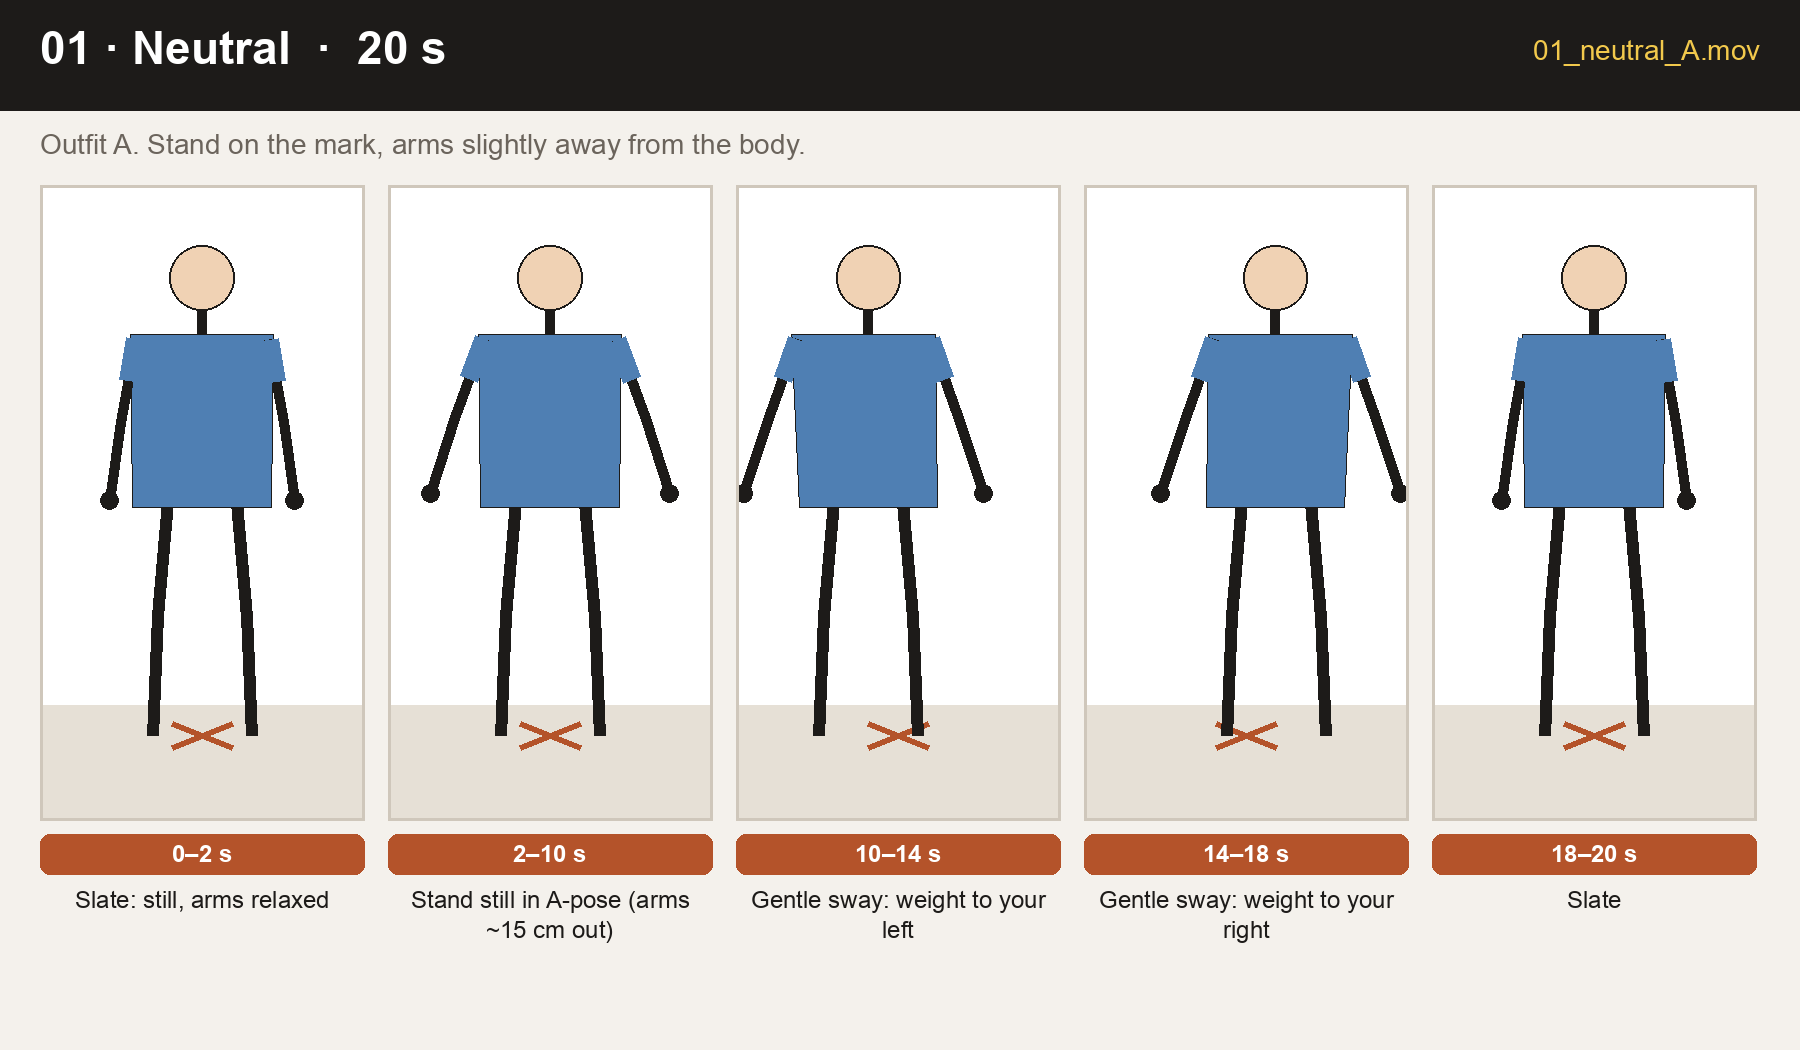 01 · Neutral · 20 s
01_neutral_A.mov
Outfit A. Stand on the mark, arms slightly away from the body.
0–2 s
Slate: still, arms relaxed
2–10 s
Stand still in A-pose (arms
~15 cm out)
10–14 s
Gentle sway: weight to your
left
14–18 s
Gentle sway: weight to your
right
18–20 s
Slate